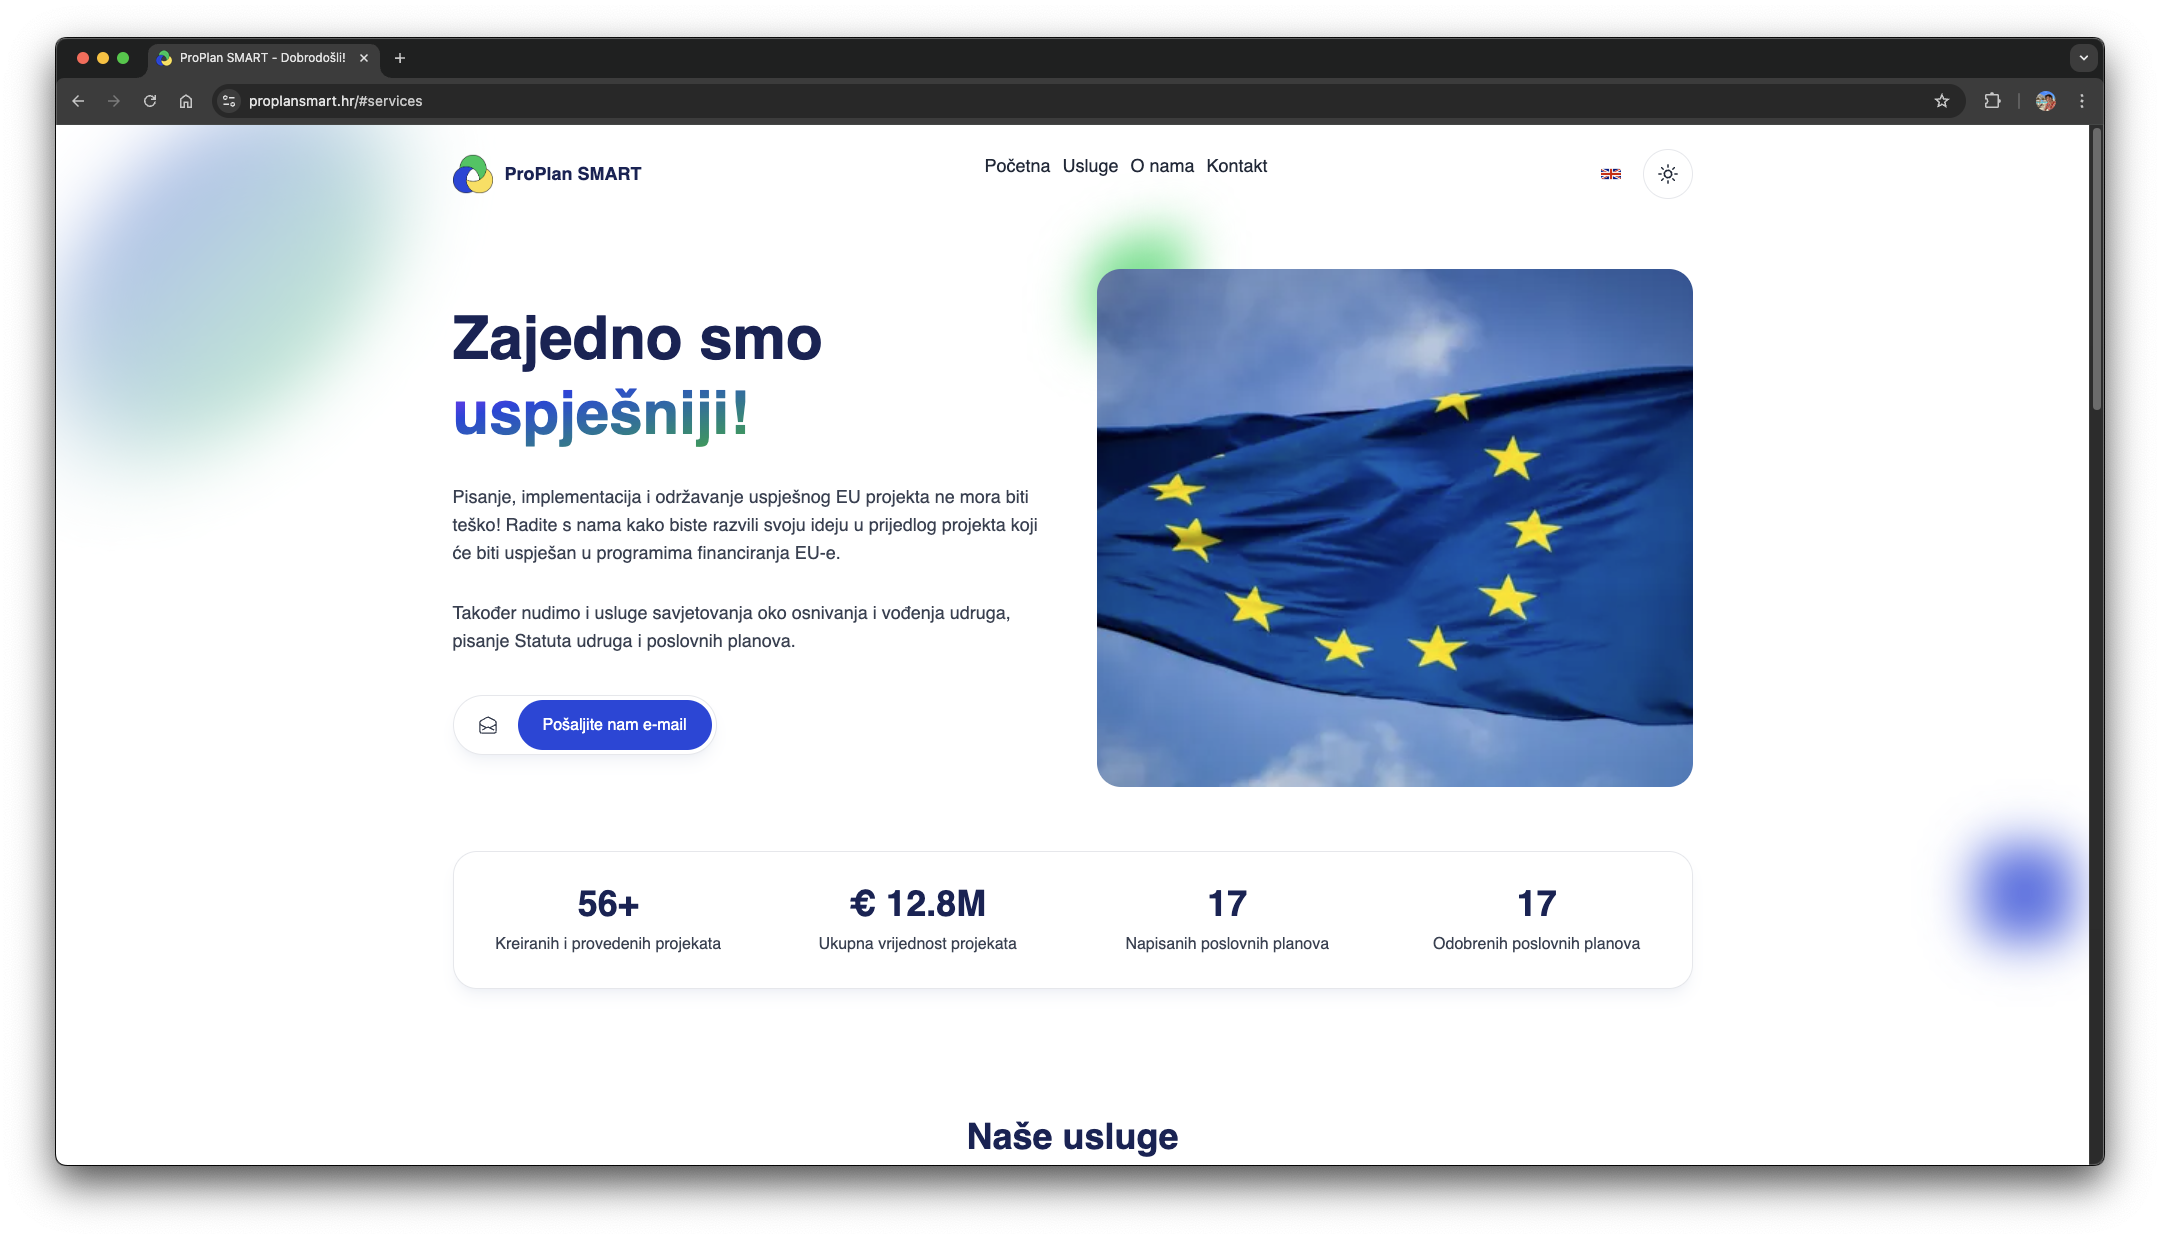 ProPlan SMART - Dobrodošli!
proplansmart.hr/#services
ProPlan SMART
Početna Usluge O nama Kontakt
Zajedno smo
uspješniji!
Pisanje, implementacija i održavanje uspješnog EU projekta ne mora biti
teško! Radite s nama kako biste razvili svoju ideju u prijedlog projekta koji
će biti uspješan u programima financiranja EU-e.
Također nudimo i usluge savjetovanja oko osnivanja i vođenja udruga,
pisanje Statuta udruga i poslovnih planova.
Pošaljite nam e-mail
56+
Kreiranih i provedenih projekata
€ 12.8M
Ukupna vrijednost projekata
17
Napisanih poslovnih planova
17
Odobrenih poslovnih planova
Naše usluge